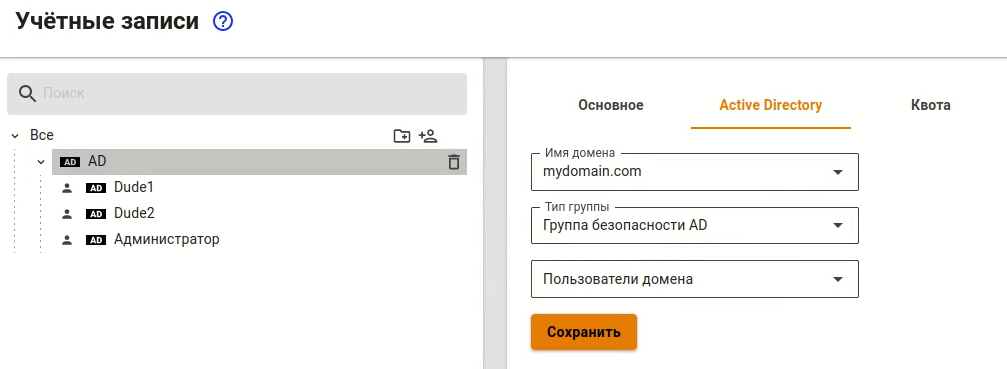 Учётные записи ?
Поиск
Все
AD AD
AD Dude1
AD Dude2
AD Администратор
Основное Active Directory Квота
Имя домена
mydomain.com
Тип группы
Группа безопасности AD
Пользователи домена
Сохранить